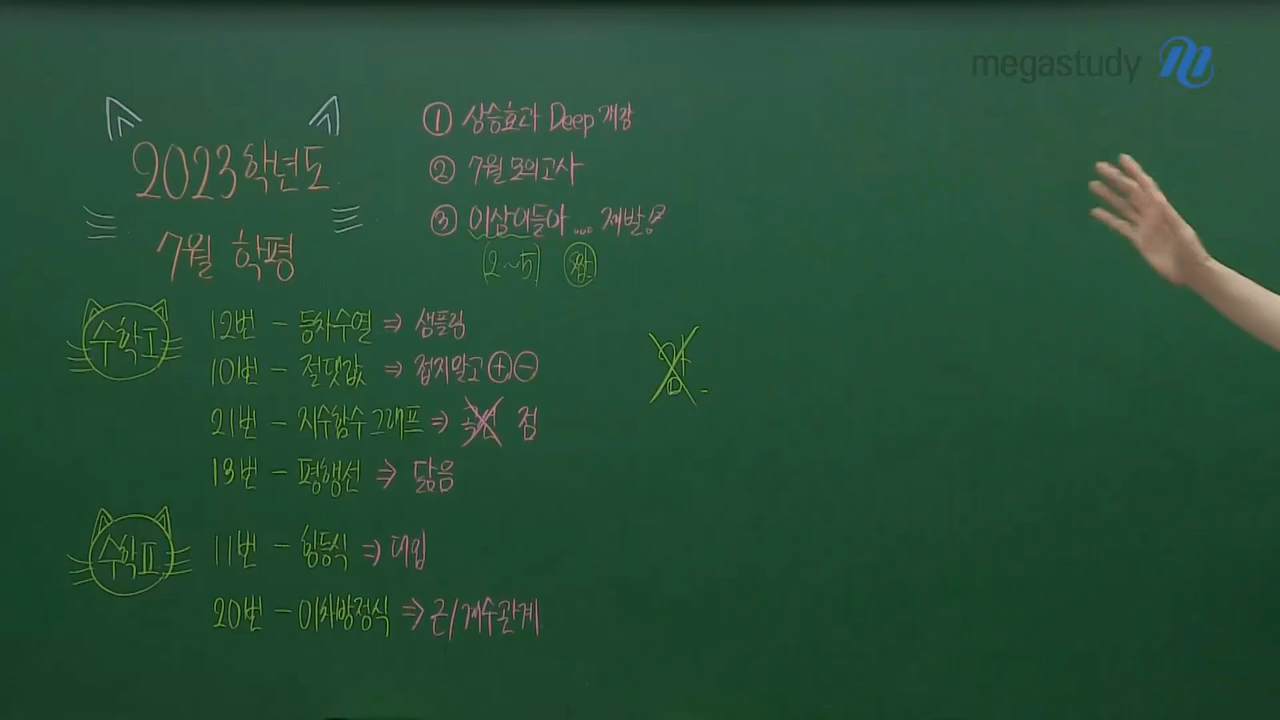 megastudy
2023학년도
7월 학평
① 상승효과 Deep 개강
② 7월 모의고사
③ 이삼이들아... 제발!?
(2~5)
수학I
12번 - 등차수열 ⇒ 샘플링
10번 - 절댓값 ⇒ 접지말고 ⊕⊖
21번 - 지수함수 그래프 ⇒ 곡선 점
13번 - 평행선 ⇒ 닮음
수학II
11번 - 항등식 ⇒ 대입
20번 - 이차방정식 ⇒ 근/계수관계